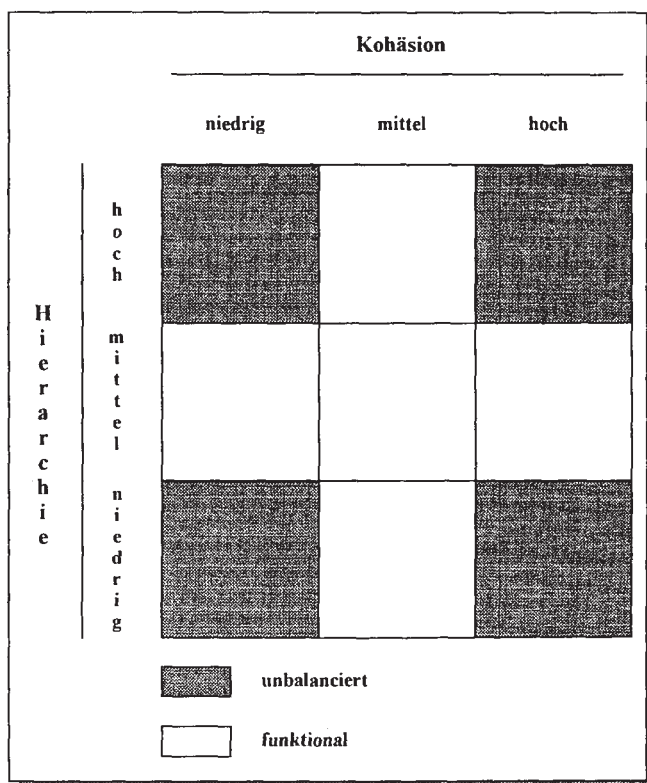 Kohäsion
niedrig mittel hoch
Hierarchie
hoch
mittel
niedrig
unbalanciert
funktional